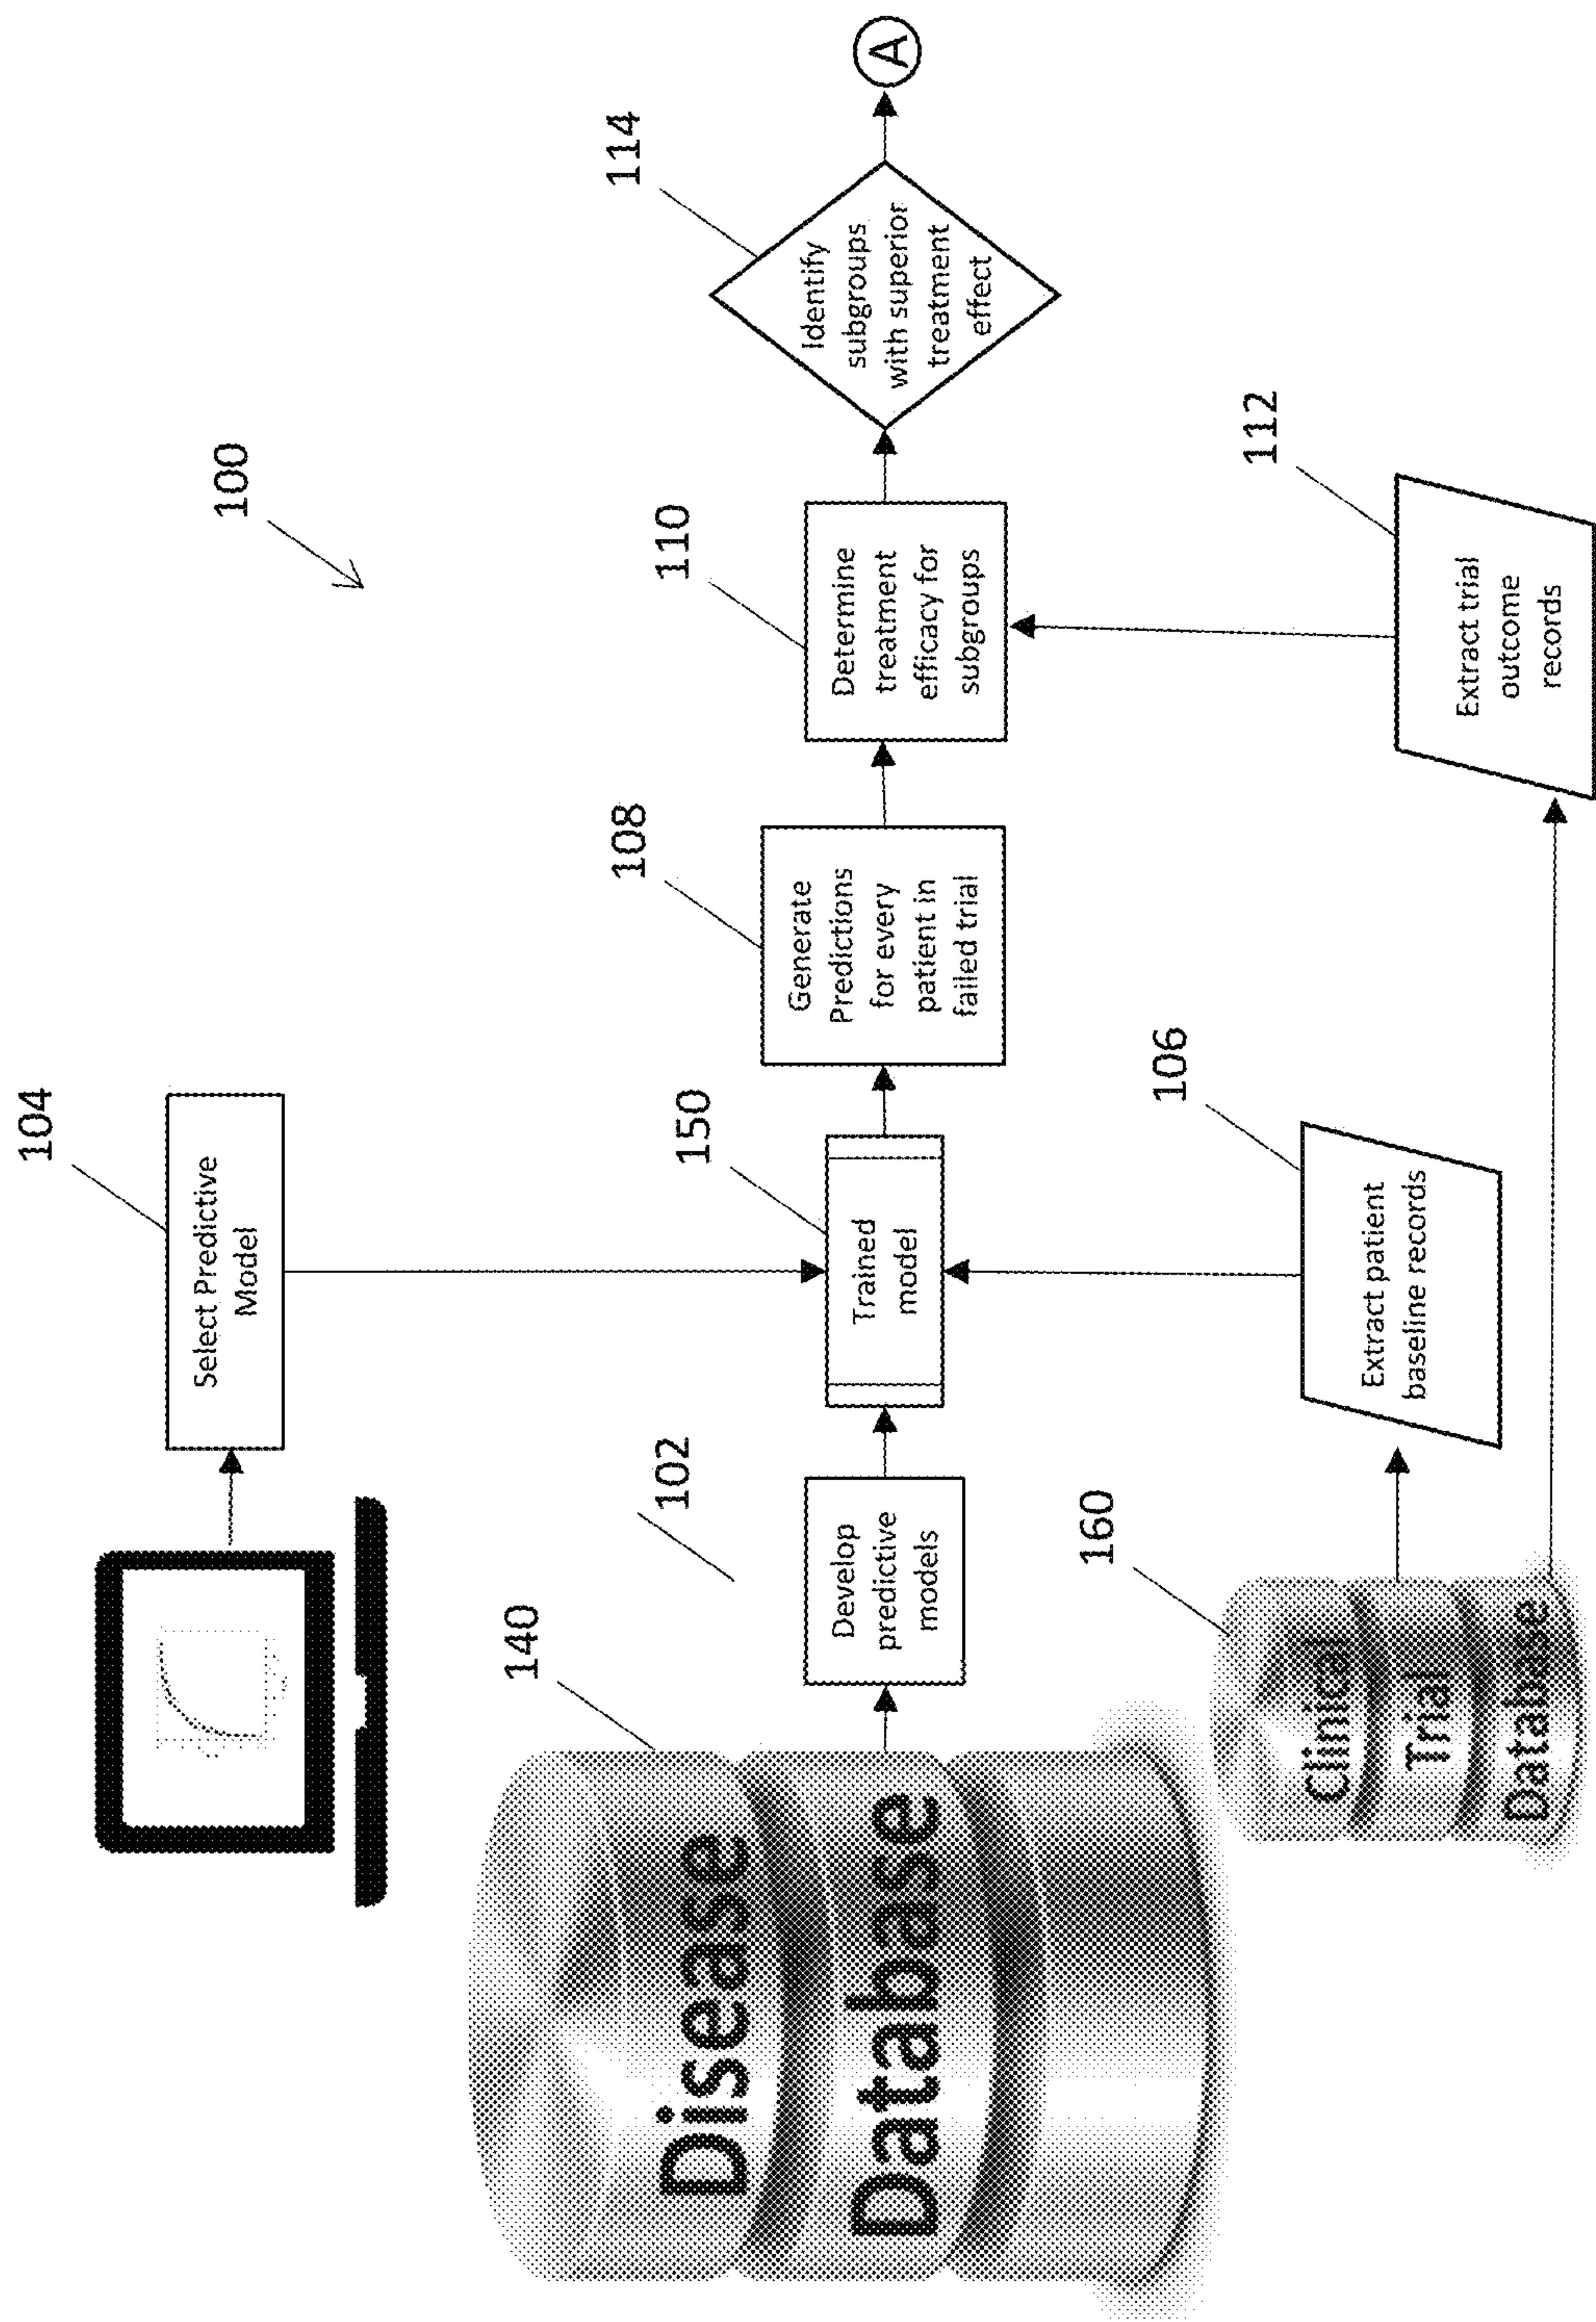 100
104
Select Predictive
Model
140
Disease
Database
102
Develop
predictive
models
150
Trained
model
108
Generate
Predictions
for every
patient in
failed trial
110
Determine
treatment
efficacy for
subgroups
114
Identify
subgroups
with superior
treatment
effect
A
160
Clinical
Trial
Database
106
Extract patient
baseline records
112
Extract trial
outcome
records